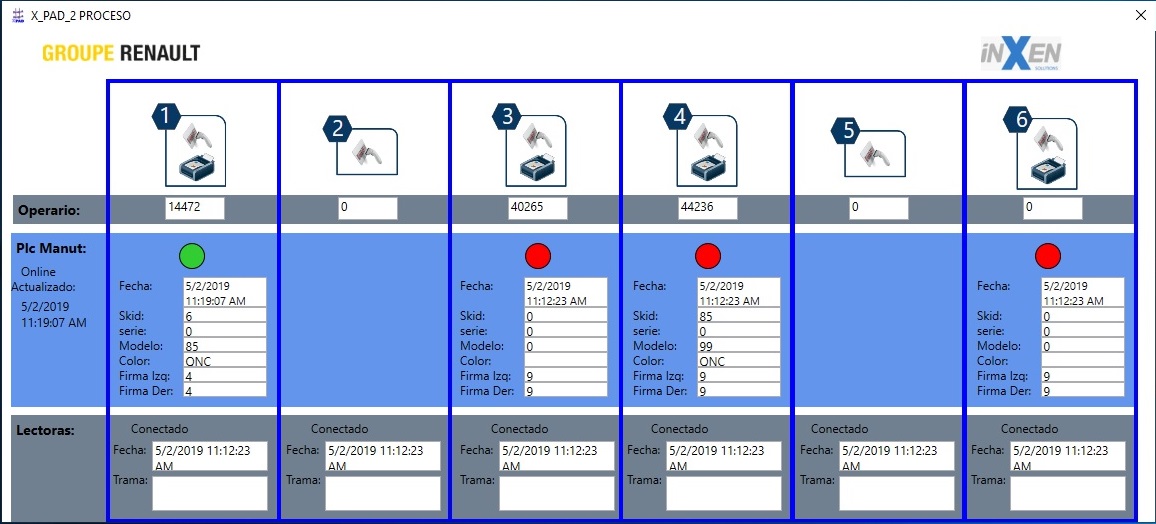 X_PAD_2 PROCESO
GROUPE RENAULT
iNXEN
SOLUTIONS
1 2 3 4 5 6
Operario: 14472 0 40265 44236 0 0
Plc Manut:
Online
Actualizado:
5/2/2019
11:19:07 AM
Fecha: 5/2/2019
11:19:07 AM
Skid: 6
serie: 0
Modelo: 85
Color: ONC
Firma Izq: 4
Firma Der: 4
Fecha: 5/2/2019
11:12:23 AM
Skid: 0
serie: 0
Modelo: 0
Color:
Firma Izq: 9
Firma Der: 9
Fecha: 5/2/2019
11:12:23 AM
Skid: 85
serie: 0
Modelo: 99
Color: ONC
Firma Izq: 9
Firma Der: 9
Fecha: 5/2/2019
11:12:23 AM
Skid: 0
serie: 0
Modelo: 0
Color:
Firma Izq: 9
Firma Der: 9
Lectoras:
Conectado
Fecha: 5/2/2019 11:12:23
AM
Trama:
Conectado
Fecha: 5/2/2019 11:12:23
AM
Trama:
Conectado
Fecha: 5/2/2019 11:12:23
AM
Trama:
Conectado
Fecha: 5/2/2019 11:12:23
AM
Trama:
Conectado
Fecha: 5/2/2019 11:12:23
AM
Trama:
Conectado
Fecha: 5/2/2019 11:12:23
AM
Trama: